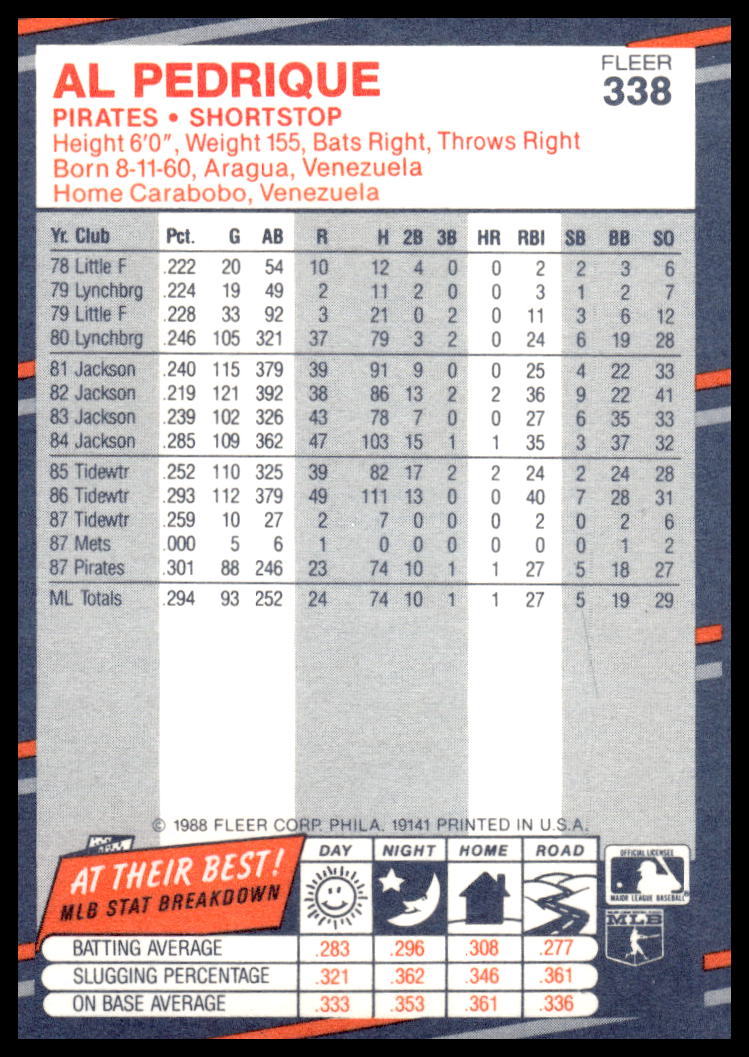 AL PEDRIQUE
FLEER
338
PIRATES • SHORTSTOP
Height 6'0", Weight 155, Bats Right, Throws Right
Born 8-11-60, Aragua, Venezuela
Home Carabobo, Venezuela
Yr. Club Pct. G AB R H 2B 3B HR RBI SB BB SO
78 Little F .222 20 54 10 12 4 0 0 2 2 3 6
79 Lynchbrg .224 19 49 2 11 2 0 0 3 1 2 7
79 Little F .228 33 92 3 21 0 2 0 11 3 6 12
80 Lynchbrg .246 105 321 37 79 3 2 0 24 6 19 28
81 Jackson .240 115 379 39 91 9 0 0 25 4 22 33
82 Jackson .219 121 392 38 86 13 2 2 36 9 22 41
83 Jackson .239 102 326 43 78 7 0 0 27 6 35 33
84 Jackson .285 109 362 47 103 15 1 1 35 3 37 32
85 Tidewtr .252 110 325 39 82 17 2 2 24 2 24 28
86 Tidewtr .293 112 379 49 111 13 0 0 40 7 28 31
87 Tidewtr .259 10 27 2 7 0 0 0 2 0 2 6
87 Mets .000 5 6 1 0 0 0 0 0 0 1 2
87 Pirates .301 88 246 23 74 10 1 1 27 5 18 27
ML Totals .294 93 252 24 74 10 1 1 27 5 19 29
© 1988 FLEER CORP. PHILA. 19141 PRINTED IN U.S.A.
AT THEIR BEST!
MLB STAT BREAKDOWN
DAY NIGHT HOME ROAD
OFFICIAL LICENSEE
MAJOR LEAGUE BASEBALL
MLB
BATTING AVERAGE .283 .296 .308 .277
SLUGGING PERCENTAGE .321 .362 .346 .361
ON BASE AVERAGE .333 .353 .361 .336